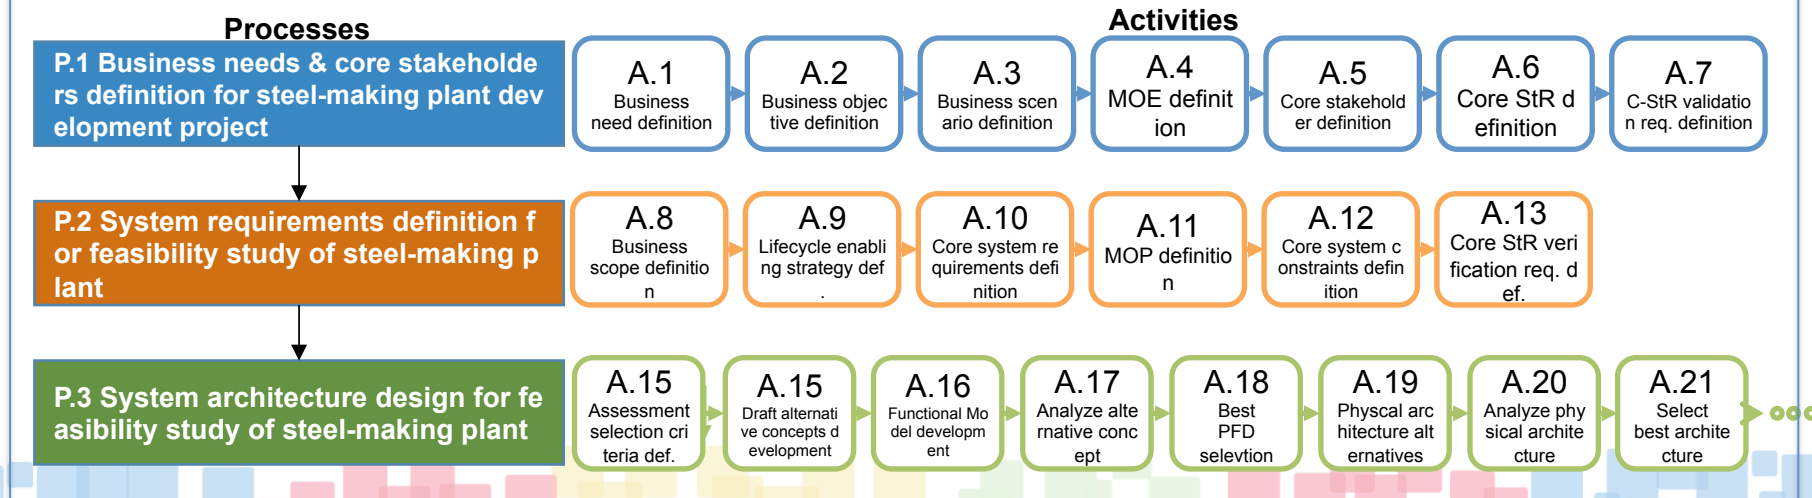 Processes
Activities
P.1 Business needs & core stakeholde
rs definition for steel-making plant dev
elopment project
A.1
Business
need definition
A.2
Business objec
tive definition
A.3
Business scen
ario definition
A.4
MOE definit
ion
A.5
Core stakehold
er definition
A.6
Core StR d
efinition
A.7
C-StR validatio
n req. definition
P.2 System requirements definition f
or feasibility study of steel-making p
lant
A.8
Business
scope definitio
n
A.9
Lifecycle enabli
ng strategy def
.
A.10
Core system re
quirements defi
nition
A.11
MOP definitio
n
A.12
Core system c
onstraints defin
ition
A.13
Core StR veri
fication req. d
ef.
P.3 System architecture design for fe
asibility study of steel-making plant
A.15
Assessment
selection cri
teria def.
A.15
Draft alternati
ve concepts d
evelopment
A.16
Functional Mo
del developm
ent
A.17
Analyze alte
rnative conc
ept
A.18
Best
PFD
selevtion
A.19
Physcal arc
hitecture alt
ernatives
A.20
Analyze phy
sical archite
cture
A.21
Select
best archite
cture